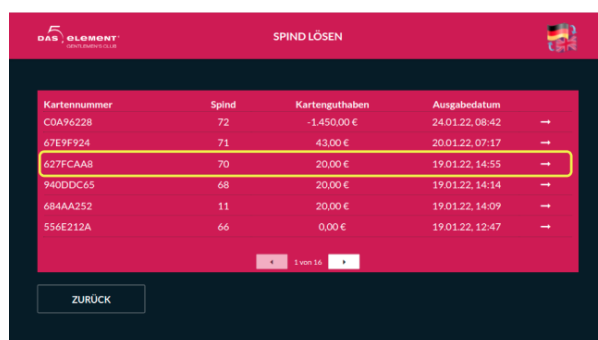 DAS 5. ELEMENT
GENTLEMEN'S CLUB
SPIND LÖSEN
Kartennummer Spind Kartenguthaben Ausgabedatum
C0A96228 72 -1.450,00 € 24.01.22, 08:42 →
67E9F924 71 43,00 € 20.01.22, 07:17 →
627FCAA8 70 20,00 € 19.01.22, 14:55 →
940DDC65 68 20,00 € 19.01.22, 14:14 →
684AA252 11 20,00 € 19.01.22, 14:09 →
556E212A 66 0,00 € 19.01.22, 12:47 →
1 von 16
ZURÜCK